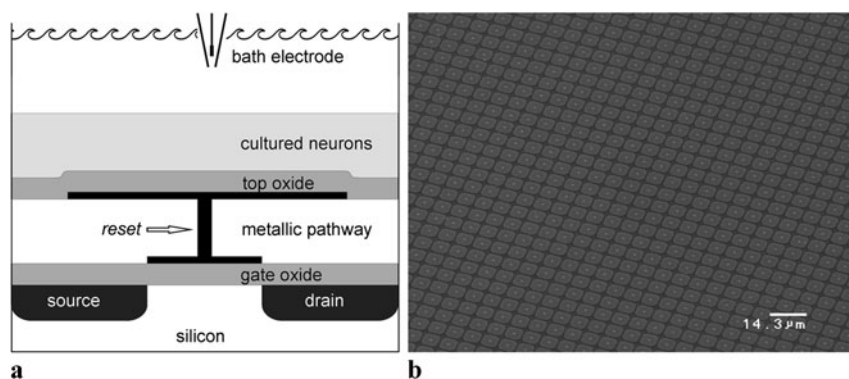 bath electrode
cultured neurons
top oxide
reset
metallic pathway
gate oxide
source
drain
silicon
14.3µm
a
b